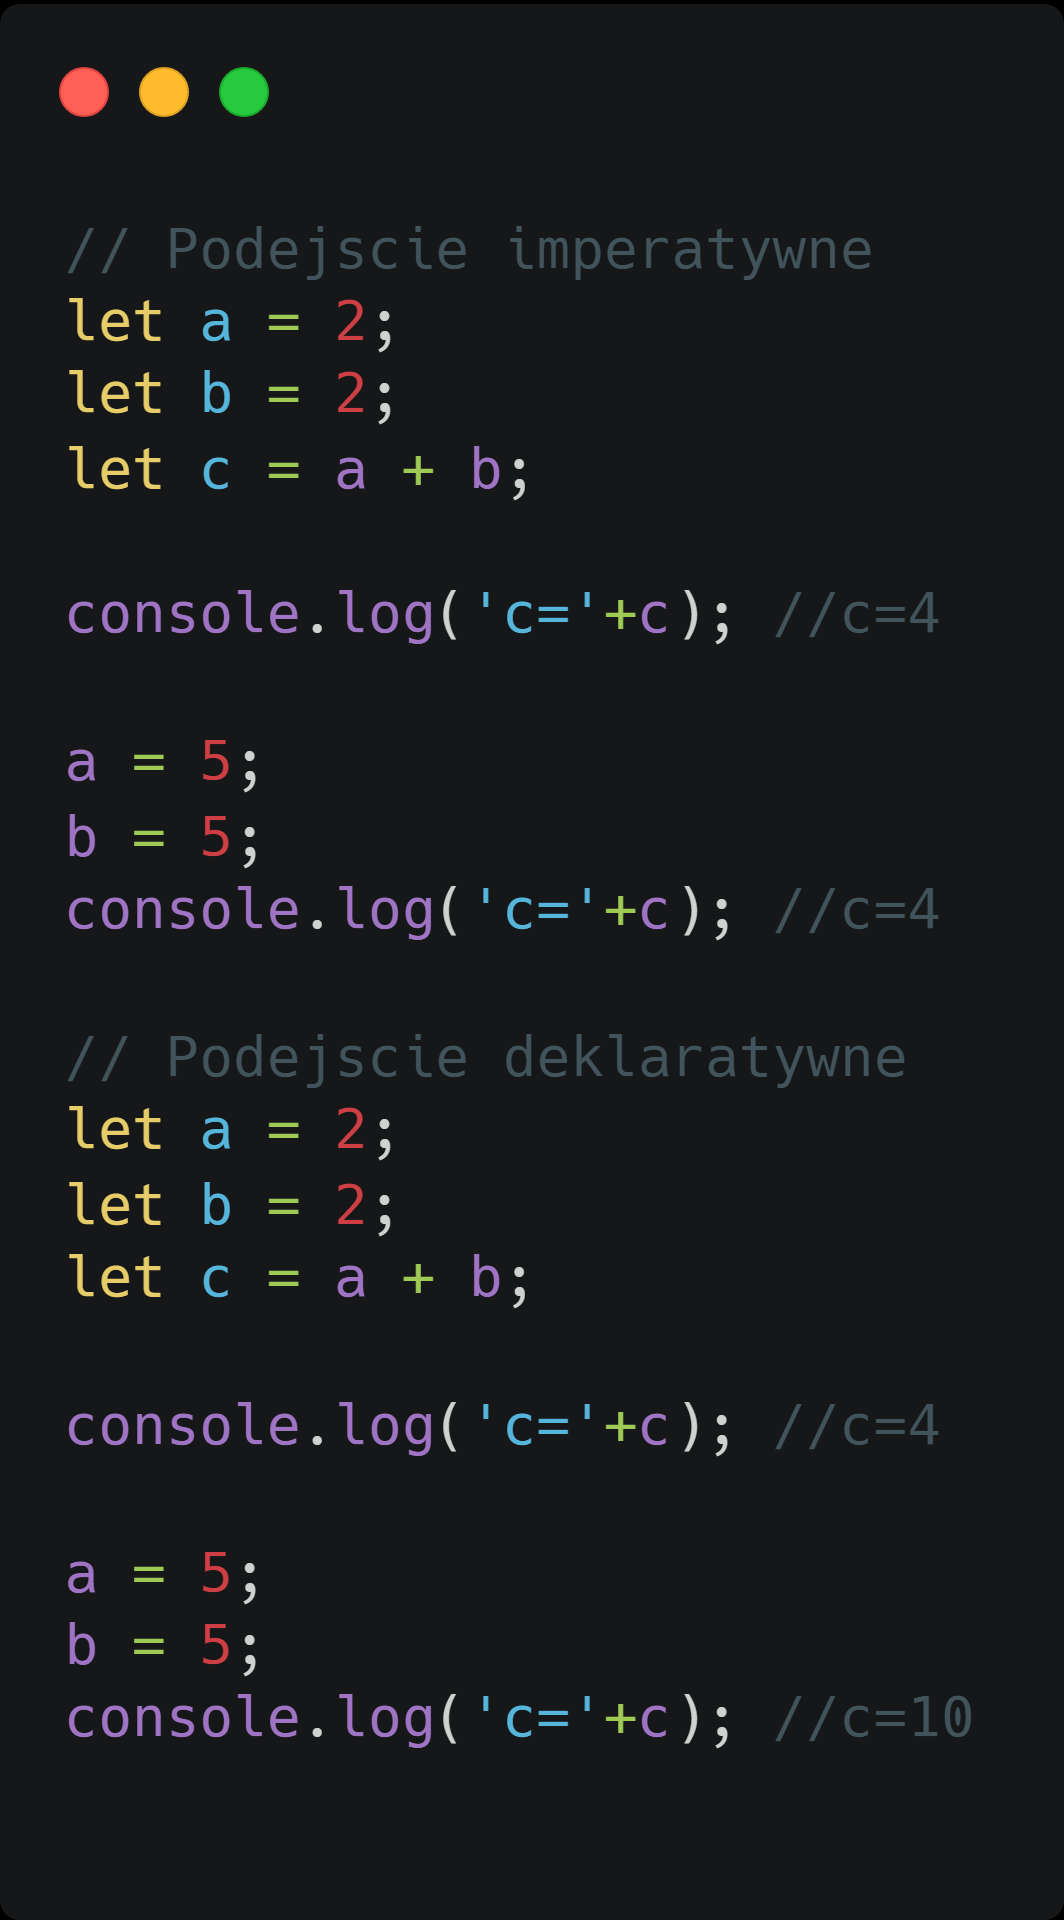 // Podejscie imperatywne
let a = 2;
let b = 2;
let c = a + b;
console.log('c='+c); //c=4
a = 5;
b = 5;
console.log('c='+c); //c=4
// Podejscie deklaratywne
let a = 2;
let b = 2;
let c = a + b;
console.log('c='+c); //c=4
a = 5;
b = 5;
console.log('c='+c); //c=10